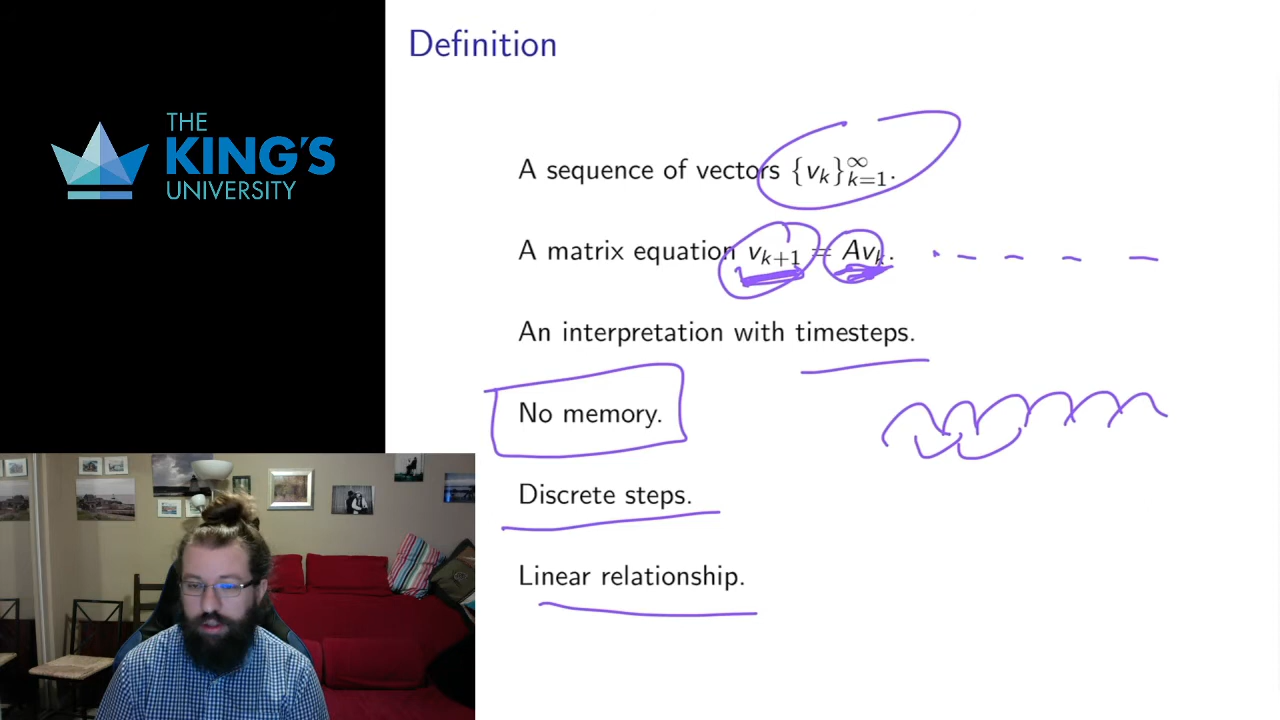 THE
KING'S
UNIVERSITY
Definition
A sequence of vectors {v_k}_{k=1}^∞.
A matrix equation v_{k+1} = Av_k.
An interpretation with timesteps.
No memory.
Discrete steps.
Linear relationship.